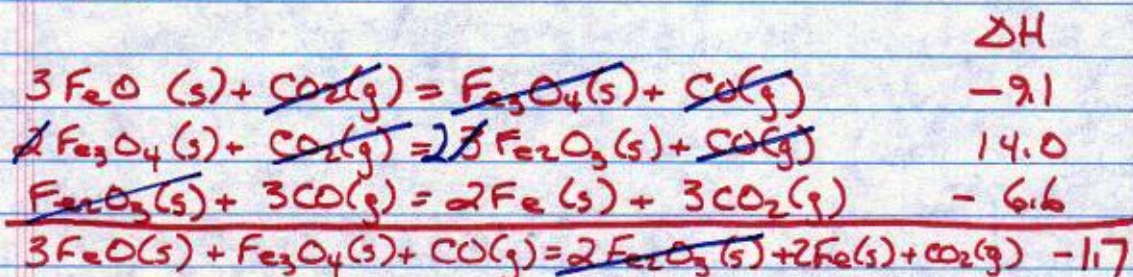 ΔH
3 FeO (s) + CO₂(g) = Fe₃O₄(s) + CO(g) -9.1
2 Fe₃O₄(s) + CO₂(g) = 2 3 Fe₂O₃(s) + CO(g) 14.0
Fe₂O₃(s) + 3CO(g) = 2Fe(s) + 3CO₂(g) - 6.6
3FeO(s) + Fe₃O₄(s) + CO(g) = 2 Fe₂O₃(s) + 2Fe(s) + CO₂(g) -1.7